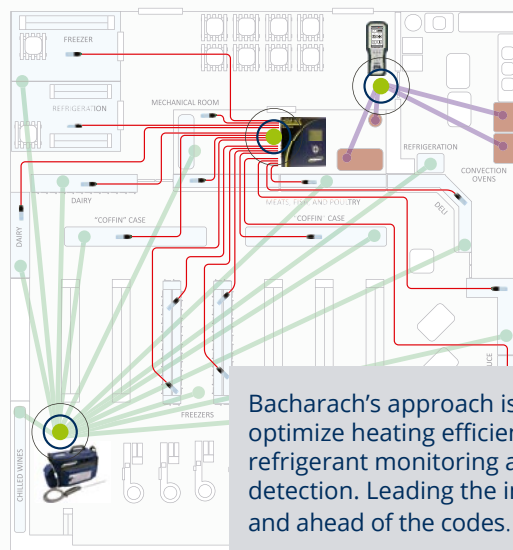 FREEZER
REFRIGERATION
MECHANICAL ROOM
REFRIGERATION
CONVECTION
OVENS
DAIRY
MEATS, FISH, AND POULTRY
DELI
"COFFIN" CASE
COFFIN" CASE
DAIRY
FREEZERS
CHILLED WINES
Bacharach's approach is
optimize heating efficien
refrigerant monitoring a
detection. Leading the in
and ahead of the codes.